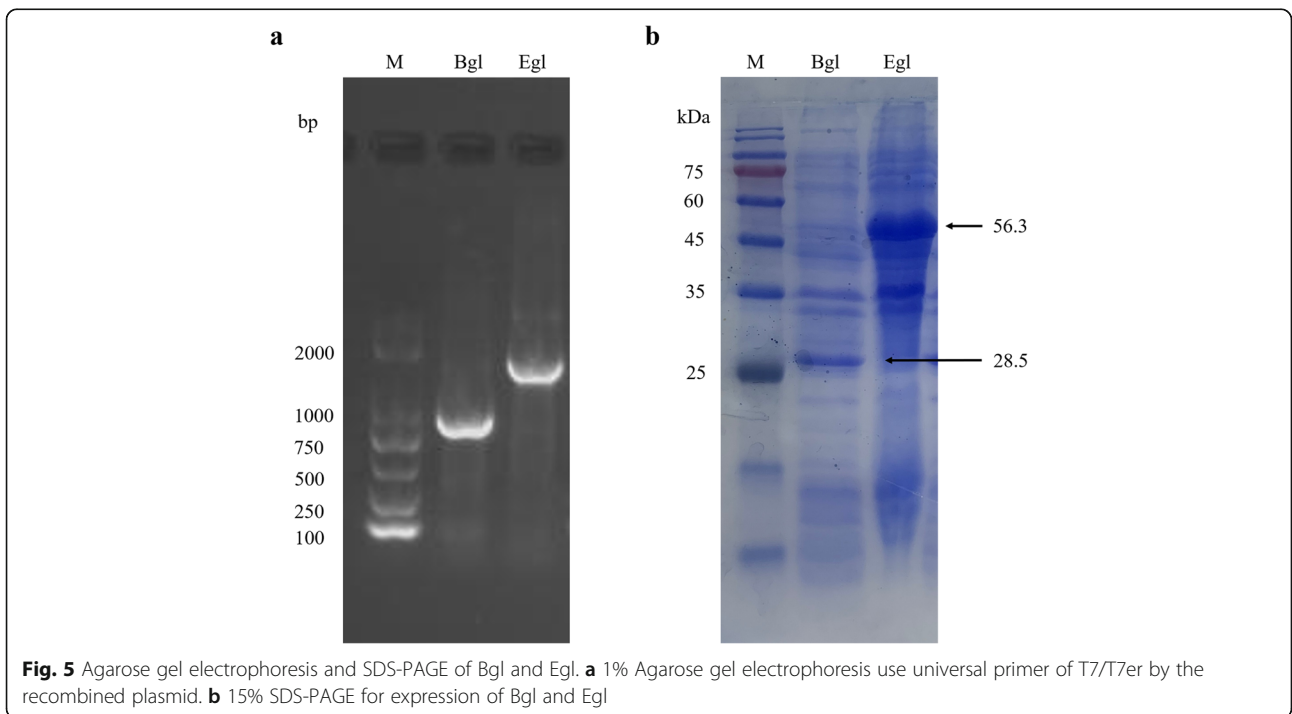 a
b
M Bgl Egl
M Bgl Egl
bp
kDa
2000
1000
750
500
250
100
75
60
45
35
25
56.3
28.5
Fig. 5 Agarose gel electrophoresis and SDS-PAGE of Bgl and Egl. a 1% Agarose gel electrophoresis use universal primer of T7/T7er by the
recombined plasmid. b 15% SDS-PAGE for expression of Bgl and Egl